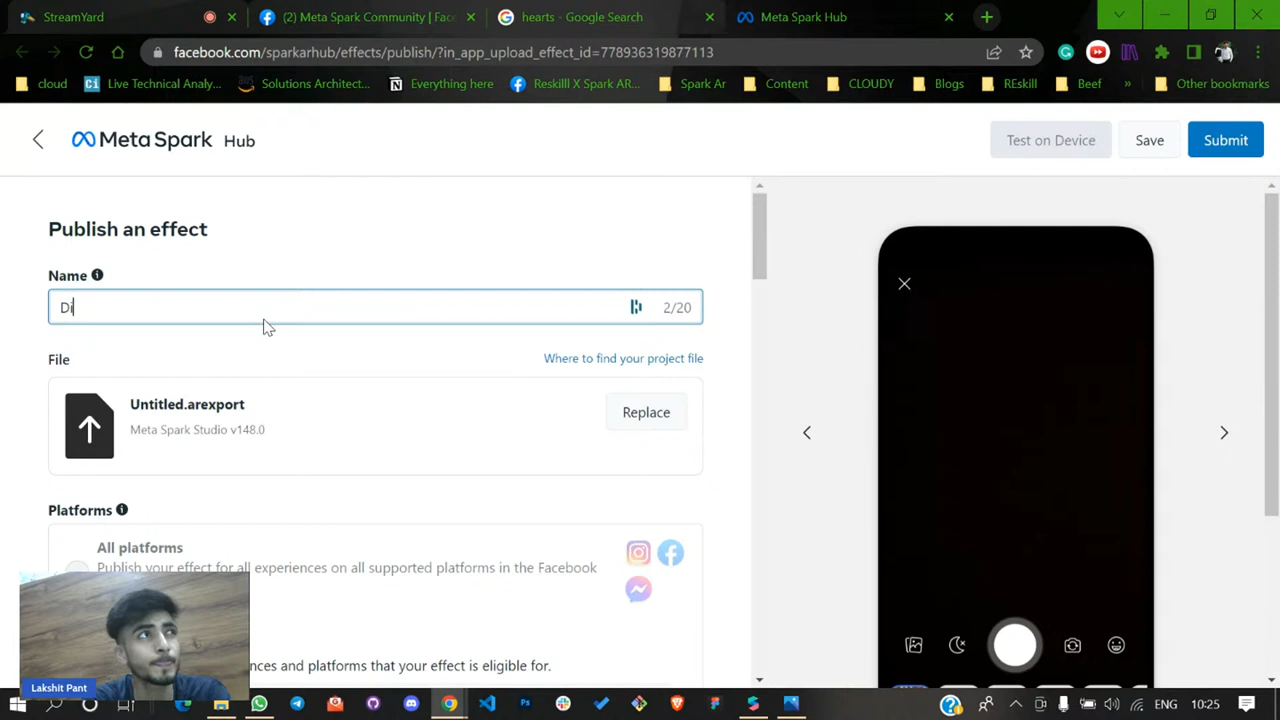 StreamYard
(2) Meta Spark Community | Face
hearts - Google Search
Meta Spark Hub
facebook.com/sparkarhub/effects/publish/?in_app_upload_effect_id=778936319877113
cloud
Live Technical Analy...
Solutions Architect...
Everything here
Reskilll X Spark AR...
Spark Ar
Content
CLOUDY
Blogs
REskill
Beef
»
Other bookmarks
Meta Spark Hub
Test on Device
Save
Submit
Publish an effect
Name
Di
2/20
File
Where to find your project file
Untitled.arexport
Meta Spark Studio v148.0
Replace
Platforms
All platforms
Publish your effect for all experiences on all supported platforms in the Facebook
nces and platforms that your effect is eligible for.
Lakshit Pant
ENG
10:25